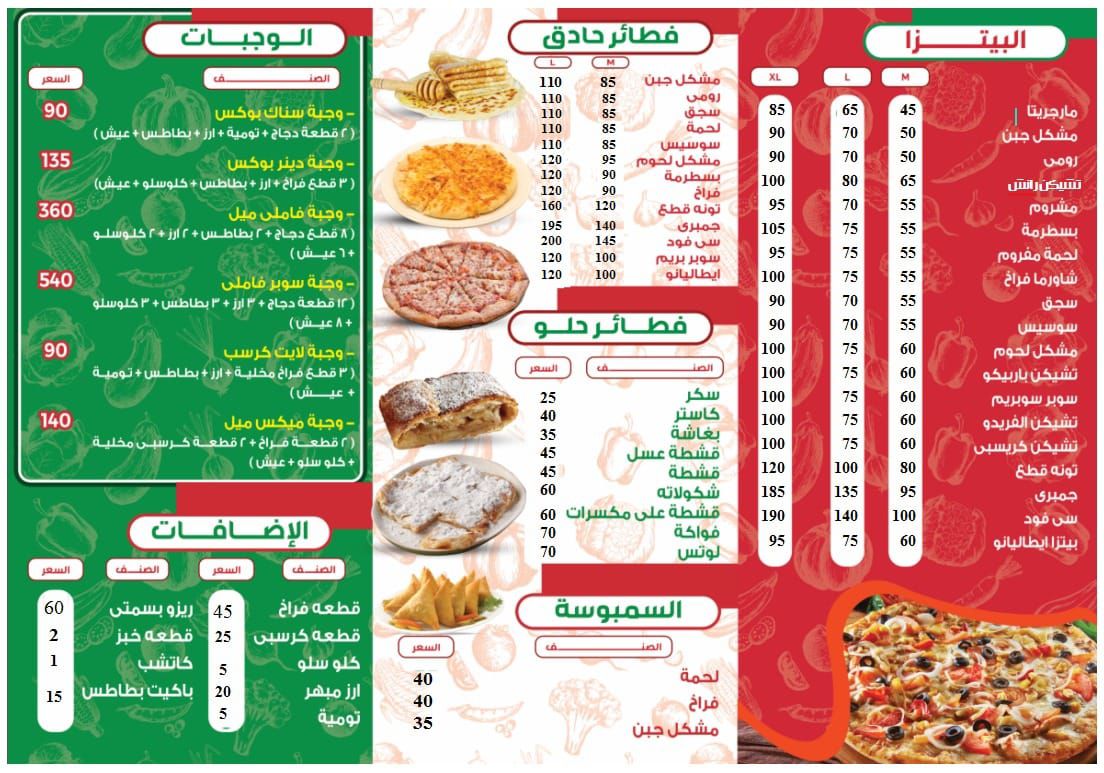 البيتزا
XL L M
مارجريتا 45 65 85
مشكل جبن 50 70 90
رومى 50 70 90
تشيكن رانش 65 80 100
مشروم 55 70 95
بسطرمة 55 75 105
لحمة مفروم 55 75 95
شاورما فراخ 55 75 100
سجق 55 70 90
سوسيس 55 70 90
مشكل لحوم 60 75 100
تشيكن باربيكو 60 75 100
سوبر سوبريم 60 75 100
تشيكن الفريدو 60 75 100
تشيكن كريسبى 60 75 100
تونه قطع 80 100 120
جمبرى 95 135 185
سى فود 100 140 190
بيتزا ايطاليانو 60 75 95
فطائر حادق
L M
مشكل جبن 85 110
رومى 85 110
سجق 85 110
لحمة 85 110
سوسيس 85 110
مشكل لحوم 95 120
بسطرمة 90 120
فراخ 90 120
تونه قطع 120 160
جمبرى 140 195
سى فود 145 200
سوبر بريم 100 120
ايطاليانو 100 120
فطائر حلو
الصنف السعر
سكر 25
كاستر 40
بغاشة 35
قشطة عسل 45
قشطة 45
شكولاته 60
قشطة على مكسرات 60
فواكة 70
لوتس 70
السمبوسة
الصنف السعر
لحمة 40
فراخ 40
مشكل جبن 35
الوجبات
الصنف السعر
- وجبة سناك بوكس 90
( ٢ قطعة دجاج + تومية + ارز + بطاطس + عيش )
- وجبة دينر بوكس 135
( ٣ قطع فراخ + ارز + بطاطس + كلوسلو + عيش)
- وجبة فاملى ميل 360
( ٨ قطع دجاج + ٢ بطاطس + ٢ ارز + ٢ كلوسلو
+ ٦ عيش )
- وجبة سوبر فاملى 540
( ١٢ قطعة دجاج + ٣ ارز + ٣ بطاطس + ٣ كلوسلو
+ ٨ عيش )
- وجبة لايت كرسب 90
( ٣ قطع فراخ مخلية + ارز + بطاطس + تومية
+ عيش )
- وجبة ميكس ميل 140
( ٢ قطعة فراخ + ٢ قطعة كرسبى مخلية
+ كلو سلو + عيش )
الإضافات
الصنف السعر الصنف السعر
قطعه فراخ 45 ريزو بسمتى 60
قطعه كرسبى 25 قطعه خبز 2
كلو سلو 5 كاتشب 1
ارز مبهر 20 باكيت بطاطس 15
تومية 5